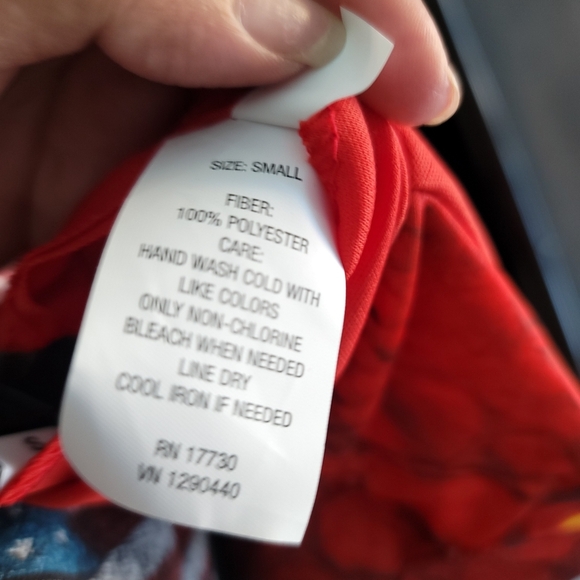 SIZE: SMALL
FIBER:
100% POLYESTER
CARE:
HAND WASH COLD WITH
LIKE COLORS
ONLY NON-CHLORINE
BLEACH WHEN NEEDED
LINE DRY
COOL IRON IF NEEDED
RN 17730
VN 1290440